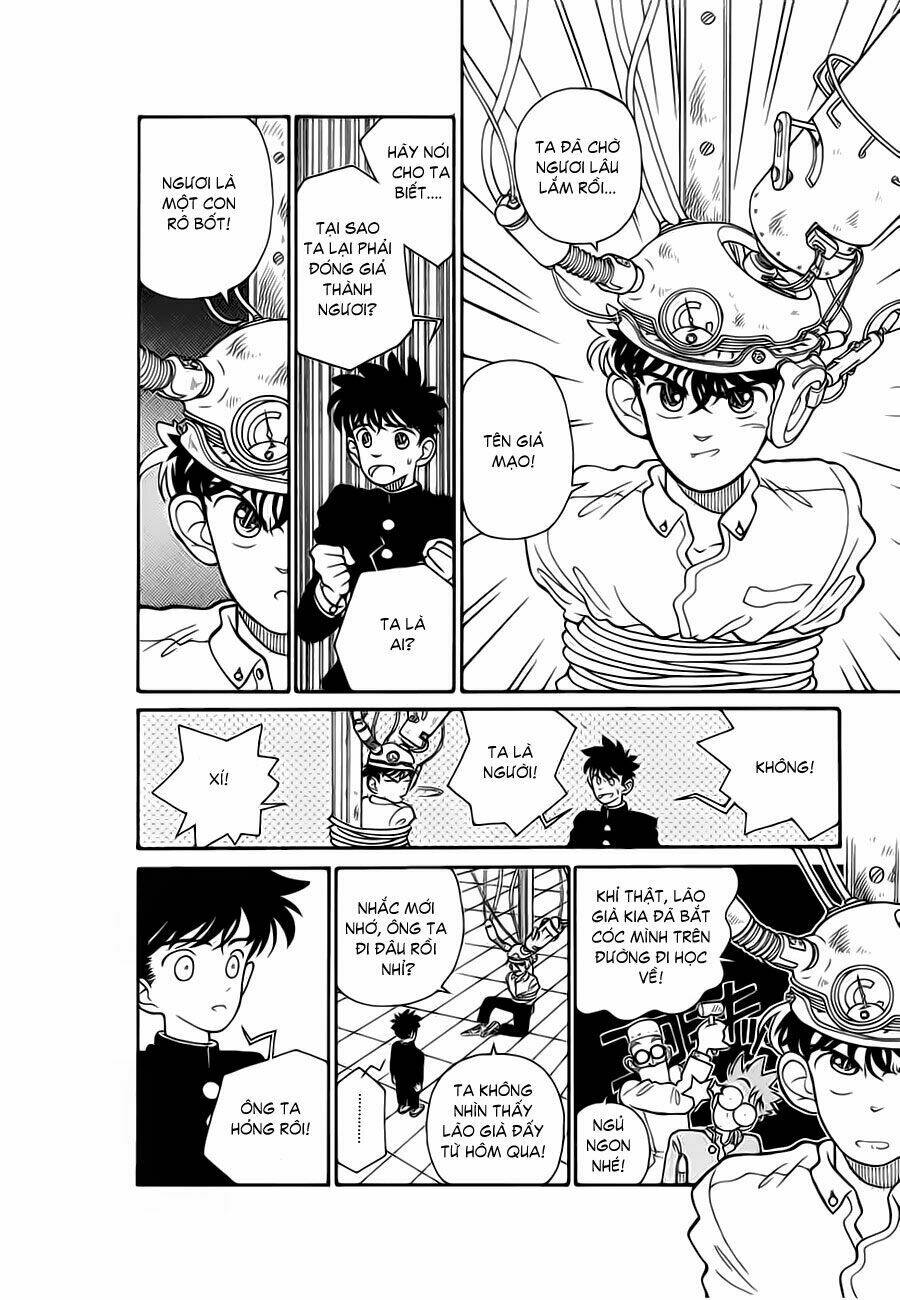 TA ĐÃ CHỜ
NGƯƠI LÂU
LẮM RỒI...
TÊN GIẢ
MẠO!
HÃY NÓI
CHO TA
BIẾT....
TẠI SAO
TA LẠI PHẢI
ĐÓNG GIẢ
THÀNH
NGƯƠI?
TA LÀ
AI?
NGƯƠI LÀ
MỘT CON
RÔ BỐT!
KHÔNG!
TA LÀ
NGƯỜI!
XÍ!
KHỈ THẬT, LÃO
GIÀ KIA ĐÃ BẮT
CÓC MÌNH TRÊN
ĐƯỜNG ĐI HỌC
VỀ!
NGỦ
NGON
NHÉ!
NHẮC MỚI
NHỚ, ÔNG TA
ĐI ĐÂU RỒI
NHỈ?
TA KHÔNG
NHÌN THẤY
LÃO GIÀ ĐẤY
TỪ HÔM QUA!
.........
ÔNG TA
HỎNG RÔI!